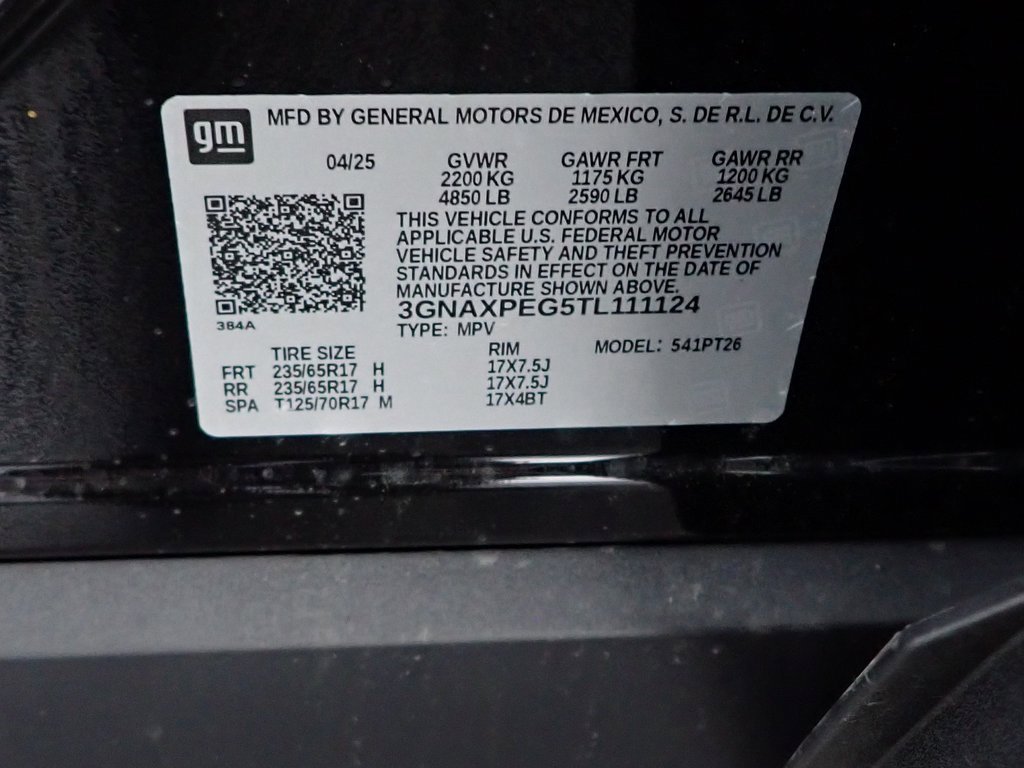 gm
MFD BY GENERAL MOTORS DE MEXICO, S. DE R.L. DE C.V.
04/25 GVWR GAWR FRT GAWR RR
2200 KG 1175 KG 1200 KG
4850 LB 2590 LB 2645 LB
THIS VEHICLE CONFORMS TO ALL
APPLICABLE U.S. FEDERAL MOTOR
VEHICLE SAFETY AND THEFT PREVENTION
STANDARDS IN EFFECT ON THE DATE OF
MANUFACTURE SHOWN ABOVE.
3GNAXPEG5TL111124
384A
TYPE: MPV
TIRE SIZE RIM MODEL: 541PT26
FRT 235/65R17 H 17X7.5J
RR 235/65R17 H 17X7.5J
SPA T125/70R17 M 17X4BT